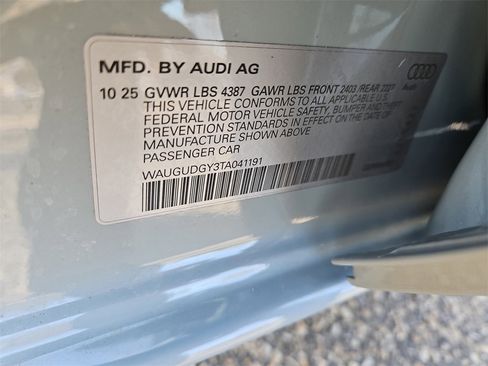 MFD. BY AUDI AG
Audi
10 25 GVWR LBS 4387 GAWR LBS FRONT 2403 /REAR 2227
THIS VEHICLE CONFORMS TO ALL APPLICABLE U.S.
FEDERAL MOTOR VEHICLE SAFETY, BUMPER AND THEFT
PREVENTION STANDARDS IN EFFECT ON THE DATE OF
MANUFACTURE SHOWN ABOVE
PASSENGER CAR
WAUGUDGY3TA041191